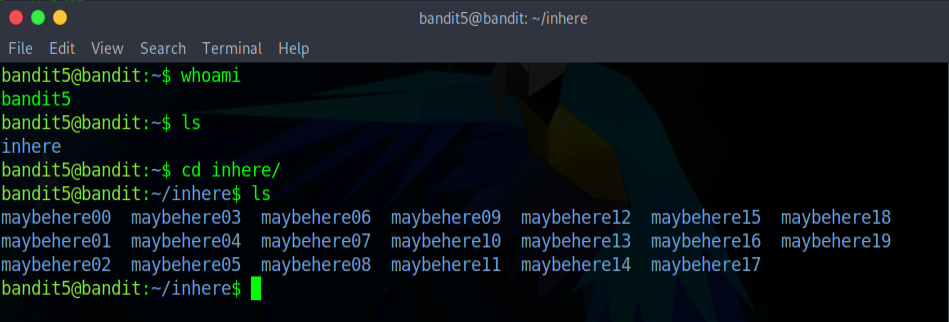 bandit5@bandit: ~/inhere
File Edit View Search Terminal Help
bandit5@bandit:~$ whoami
bandit5
bandit5@bandit:~$ ls
inhere
bandit5@bandit:~$ cd inhere/
bandit5@bandit:~/inhere$ ls
maybehere00 maybehere03 maybehere06 maybehere09 maybehere12 maybehere15 maybehere18
maybehere01 maybehere04 maybehere07 maybehere10 maybehere13 maybehere16 maybehere19
maybehere02 maybehere05 maybehere08 maybehere11 maybehere14 maybehere17
bandit5@bandit:~/inhere$